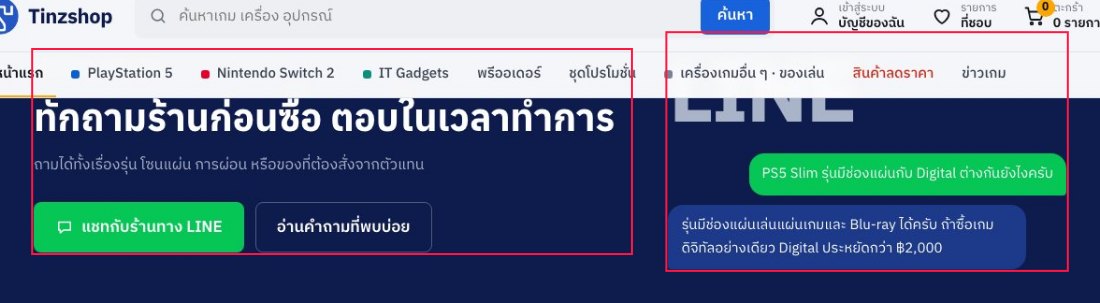 Tinzshop
ค้นหาเกม เครื่อง อุปกรณ์
ค้นหา
เข้าสู่ระบบ
บัญชีของฉัน
รายการ
ที่ชอบ
0
ตะกร้า
0 รายกา
หน้าแรก
PlayStation 5
Nintendo Switch 2
IT Gadgets
พรีออเดอร์
ชุดโปรโมชั่น
เครื่องเกมอื่น ๆ · ของเล่น
สินค้าลดราคา
ข่าวเกม
ทักถามร้านก่อนซื้อ ตอบในเวลาทำการ
LINE
ถามได้ทั้งเรื่องรุ่น โซนแผ่น การผ่อน หรือของที่ต้องสั่งจากตัวแทน
แชทกับร้านทาง LINE
อ่านคำถามที่พบบ่อย
PS5 Slim รุ่นมีช่องแผ่นกับ Digital ต่างกันยังไงครับ
รุ่นมีช่องแผ่นเล่นแผ่นเกมและ Blu-ray ได้ครับ ถ้าซื้อเกม
ดิจิทัลอย่างเดียว Digital ประหยัดกว่า ฿2,000